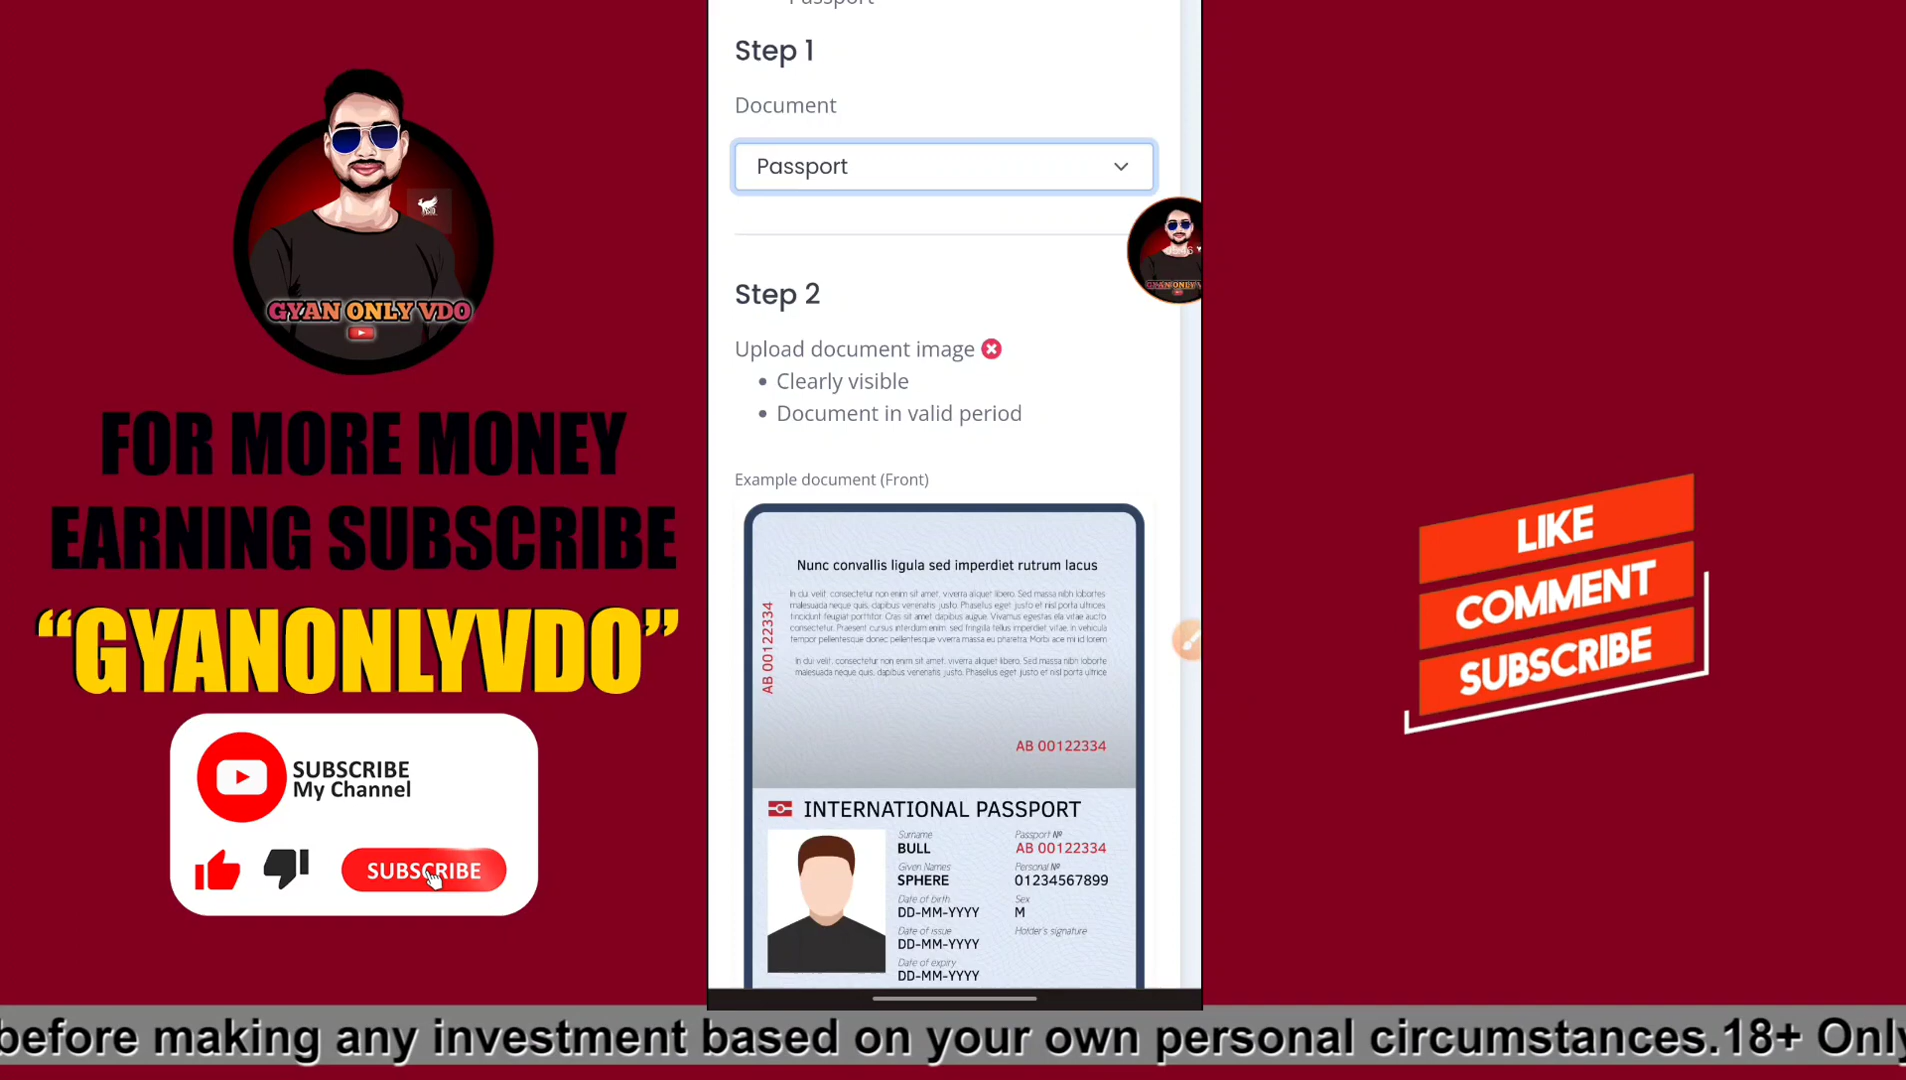 GYAN ONLY VDO
FOR MORE MONEY
EARNING SUBSCRIBE
“GYANONLYVDO”
SUBSCRIBE
My Channel
SUBSCRIBE
Passport
Step 1
Document
Passport
Step 2
Upload document image
• Clearly visible
• Document in valid period
Example document (Front)
Nunc convallis ligula sed imperdiet rutrum lacus
AB 00122334
AB 00122334
INTERNATIONAL PASSPORT
Surname
BULL
Given Names
SPHERE
Date of birth
DD-MM-YYYY
Date of issue
DD-MM-YYYY
Date of expiry
DD-MM-YYYY
Passport №
AB 00122334
Personal №
01234567899
Sex
M
Holder's signature
LIKE
COMMENT
SUBSCRIBE
before making any investment based on your own personal circumstances.18+ Only